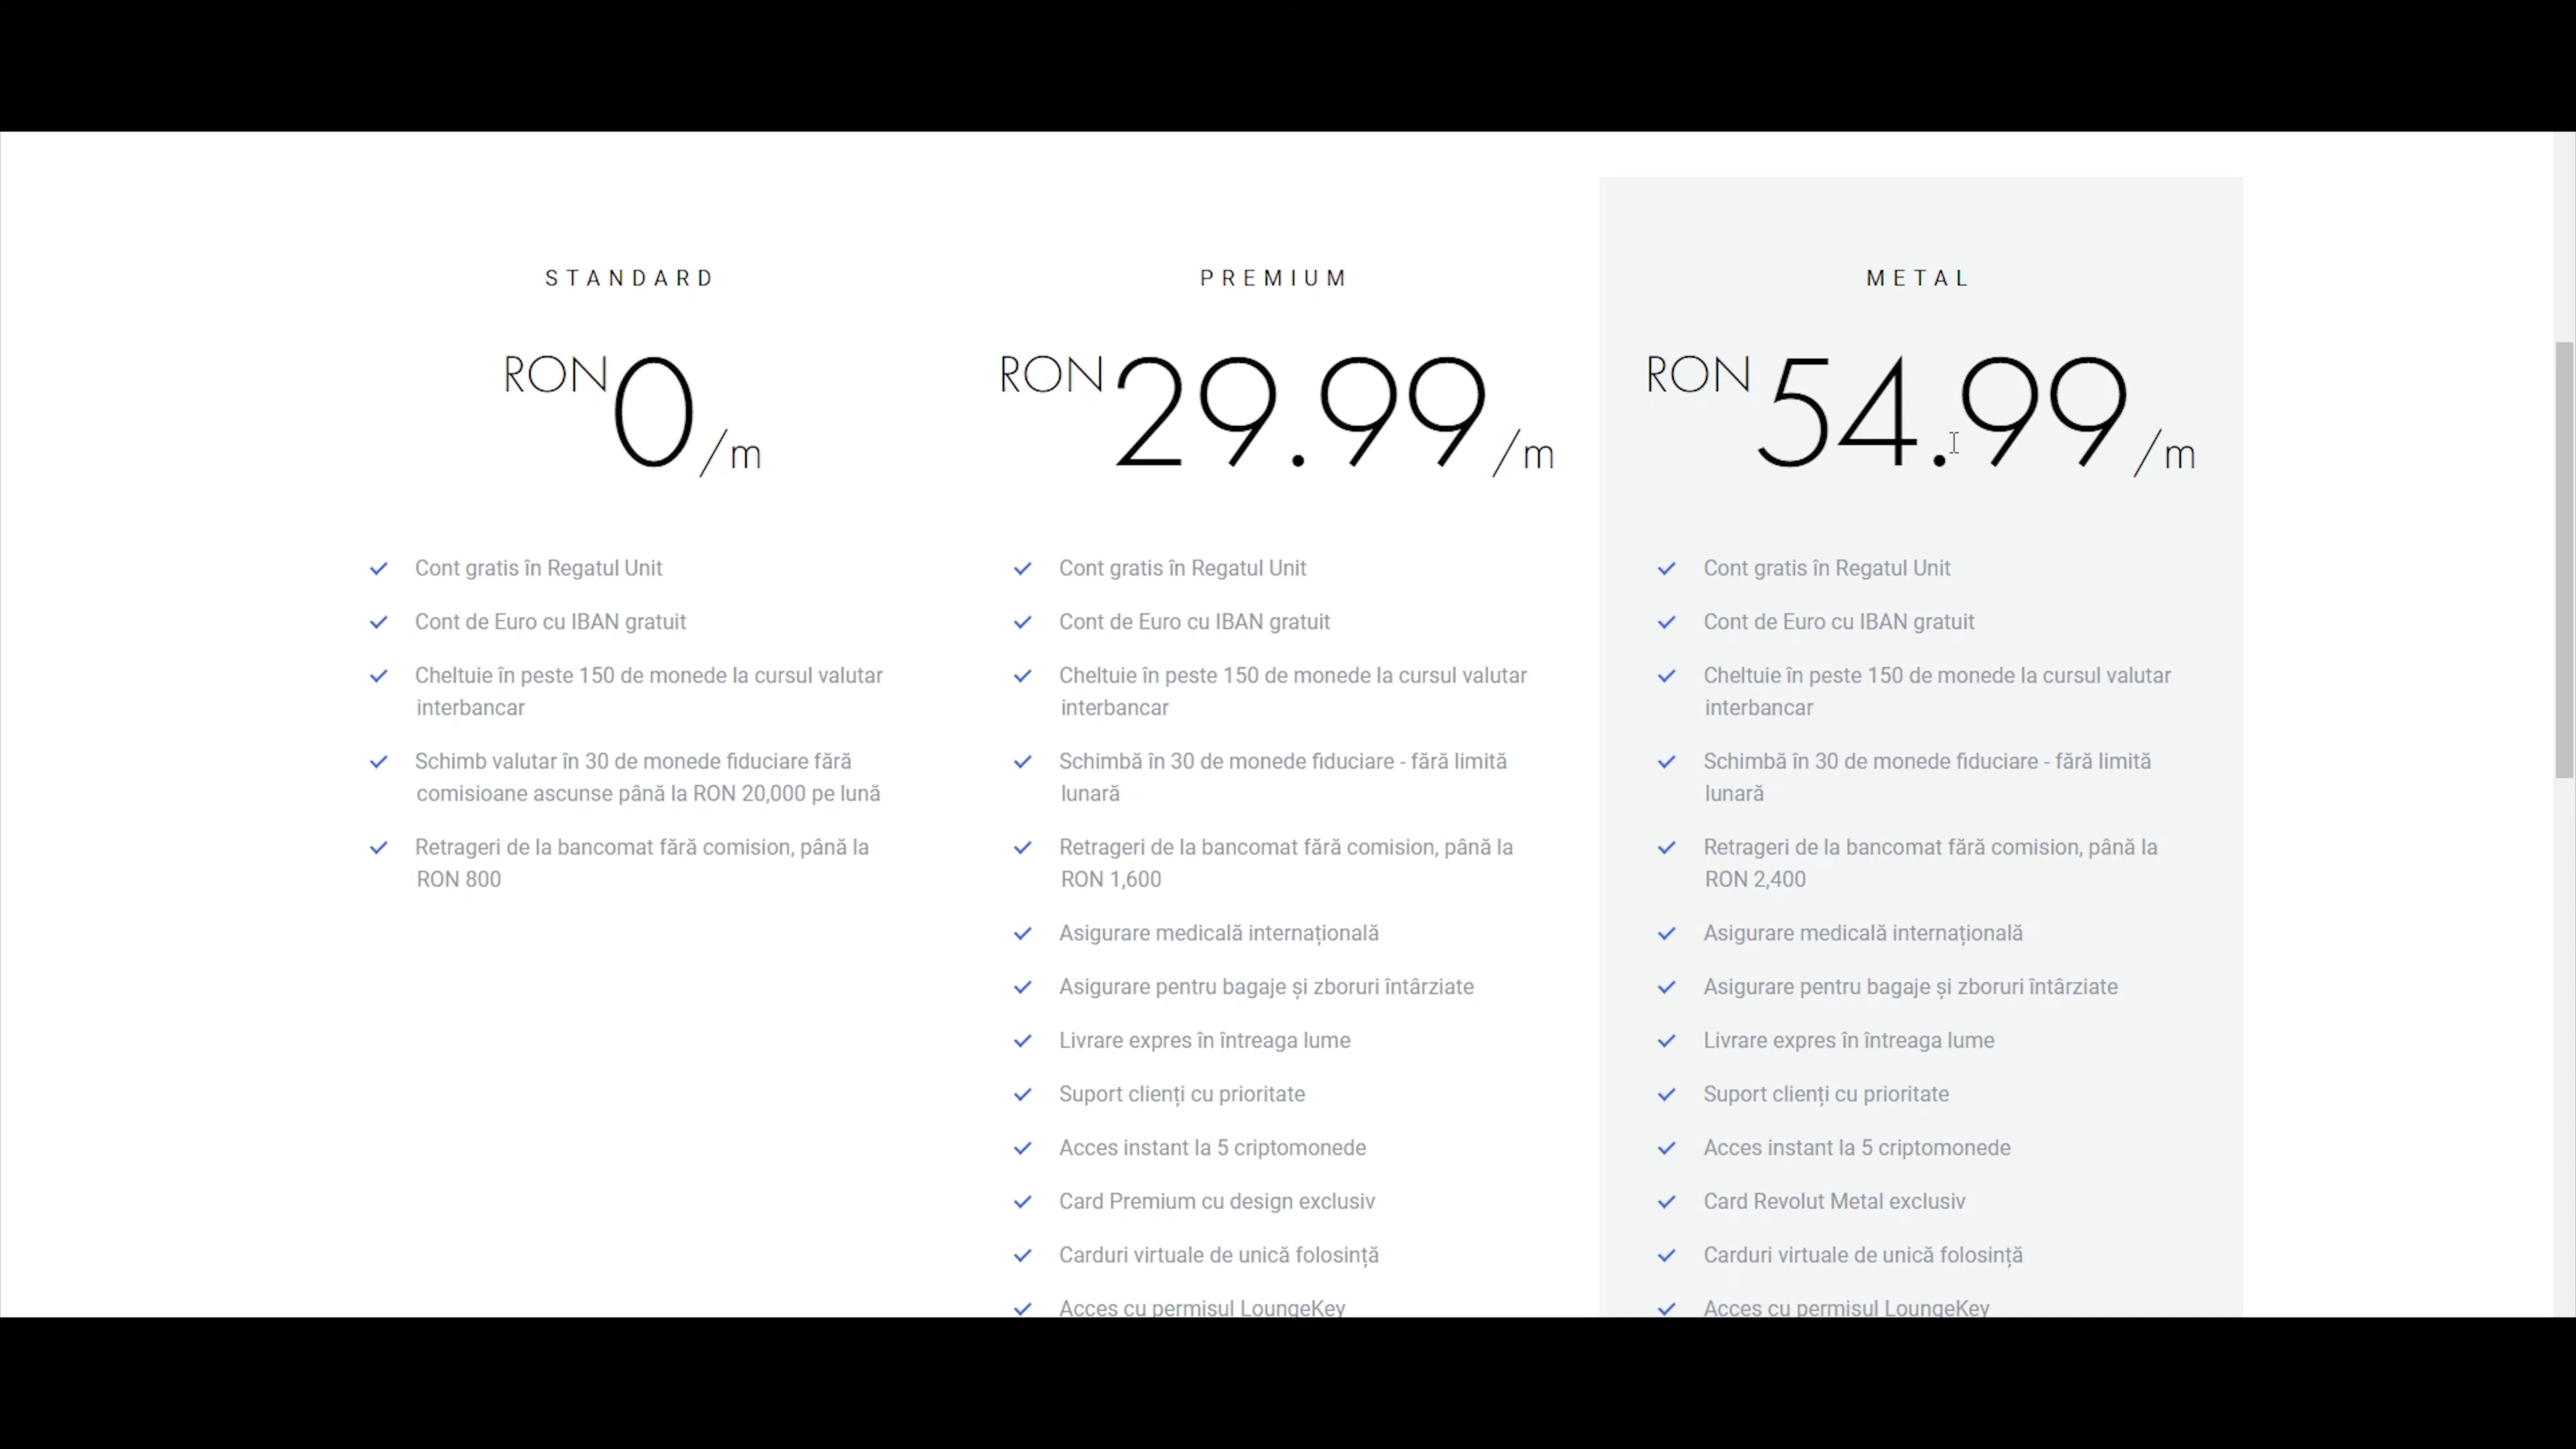 STANDARD
RON0/m
Cont gratis în Regatul Unit
Cont de Euro cu IBAN gratuit
Cheltuie în peste 150 de monede la cursul valutar
interbancar
Schimb valutar în 30 de monede fiduciare fără
comisioane ascunse până la RON 20,000 pe lună
Retrageri de la bancomat fără comision, până la
RON 800
PREMIUM
RON29.99/m
Cont gratis în Regatul Unit
Cont de Euro cu IBAN gratuit
Cheltuie în peste 150 de monede la cursul valutar
interbancar
Schimbă în 30 de monede fiduciare - fără limită
lunară
Retrageri de la bancomat fără comision, până la
RON 1,600
Asigurare medicală internațională
Asigurare pentru bagaje și zboruri întârziate
Livrare expres în întreaga lume
Suport clienți cu prioritate
Acces instant la 5 criptomonede
Card Premium cu design exclusiv
Carduri virtuale de unică folosință
Acces cu permisul LoungeKey
METAL
RON54.99/m
Cont gratis în Regatul Unit
Cont de Euro cu IBAN gratuit
Cheltuie în peste 150 de monede la cursul valutar
interbancar
Schimbă în 30 de monede fiduciare - fără limită
lunară
Retrageri de la bancomat fără comision, până la
RON 2,400
Asigurare medicală internațională
Asigurare pentru bagaje și zboruri întârziate
Livrare expres în întreaga lume
Suport clienți cu prioritate
Acces instant la 5 criptomonede
Card Revolut Metal exclusiv
Carduri virtuale de unică folosință
Acces cu permisul LoungeKey